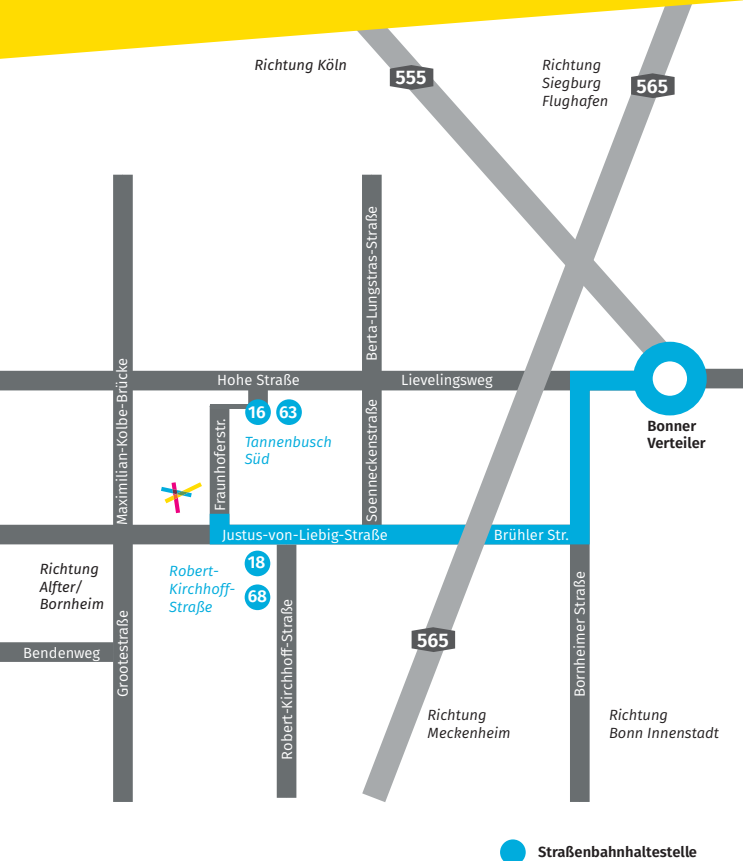 Richtung Köln
555
Richtung
Siegburg
Flughafen
565
Berta-Lungstras-Straße
Maximilian-Kolbe-Brücke
Hohe Straße
Lievelingsweg
Bonner
Verteiler
16
63
Tannenbusch
Süd
Fraunhoferstr.
Soenneckenstraße
Justus-von-Liebig-Straße
Brühler Str.
Richtung
Alfter/
Bornheim
Robert-
Kirchhoff-
Straße
18
68
Bendenweg
Grootestraße
Robert-Kirchhoff-Straße
565
Bornheimer Straße
Richtung
Meckenheim
Richtung
Bonn Innenstadt
Straßenbahnhaltestelle